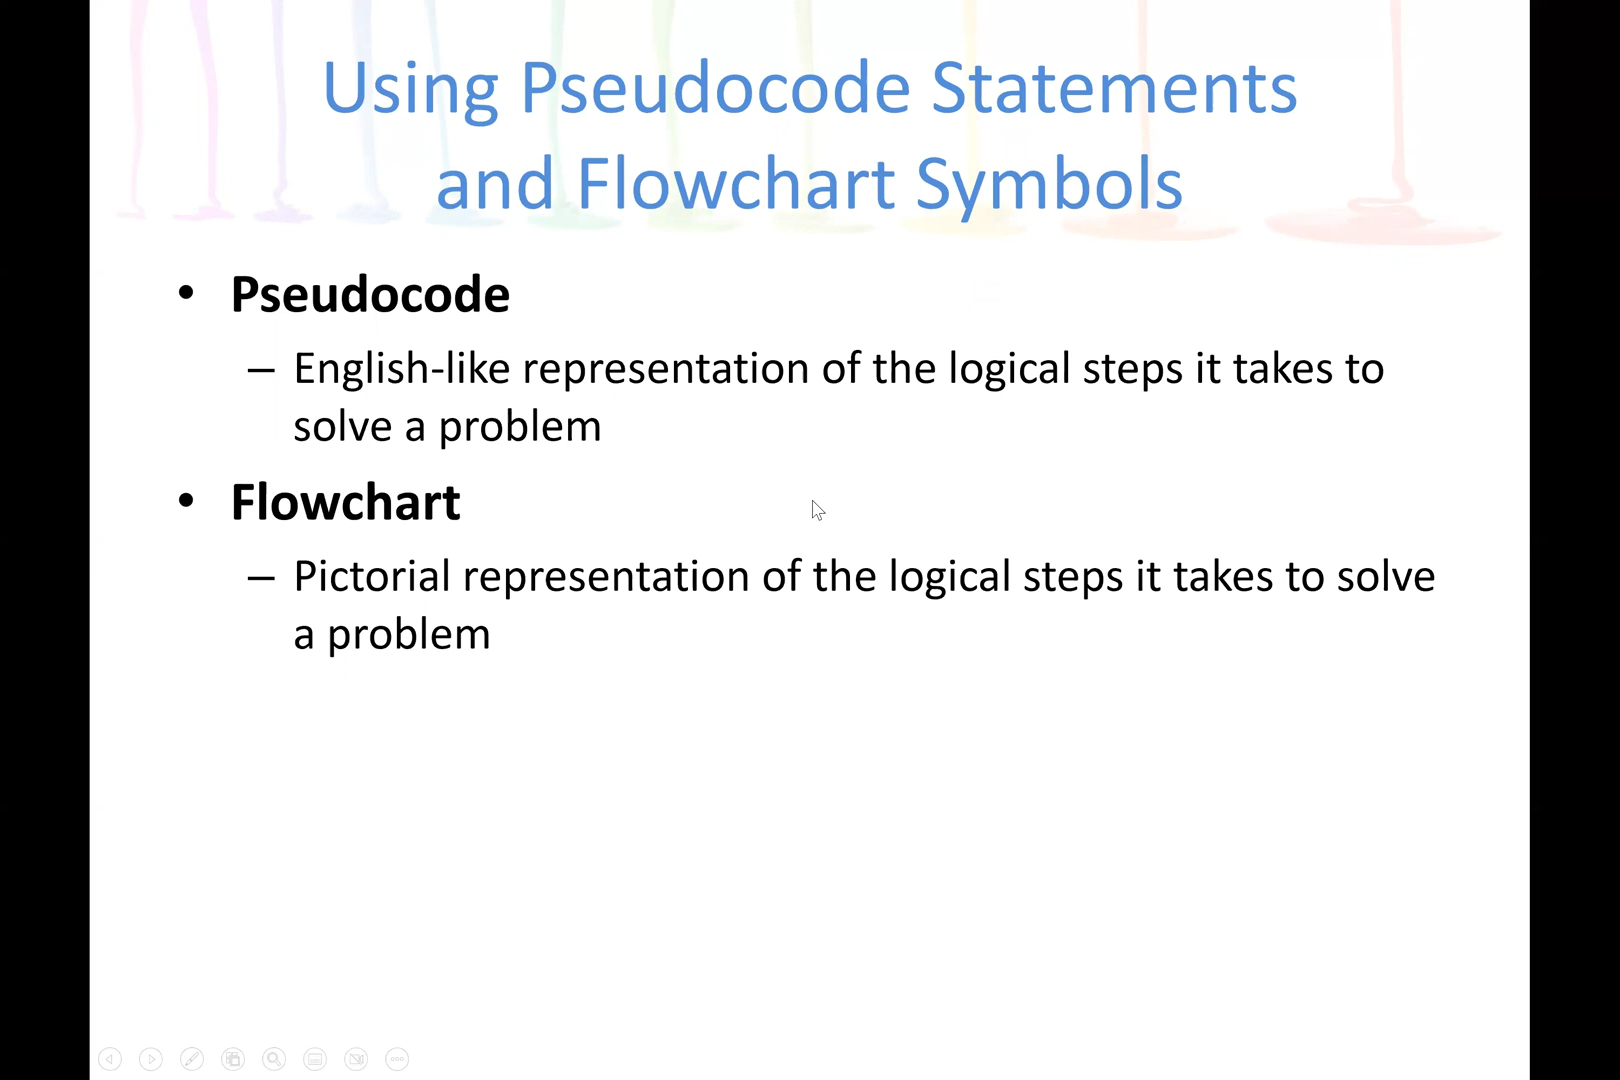 Using Pseudocode Statements
and Flowchart Symbols
• Pseudocode
– English-like representation of the logical steps it takes to
solve a problem
• Flowchart
– Pictorial representation of the logical steps it takes to solve
a problem